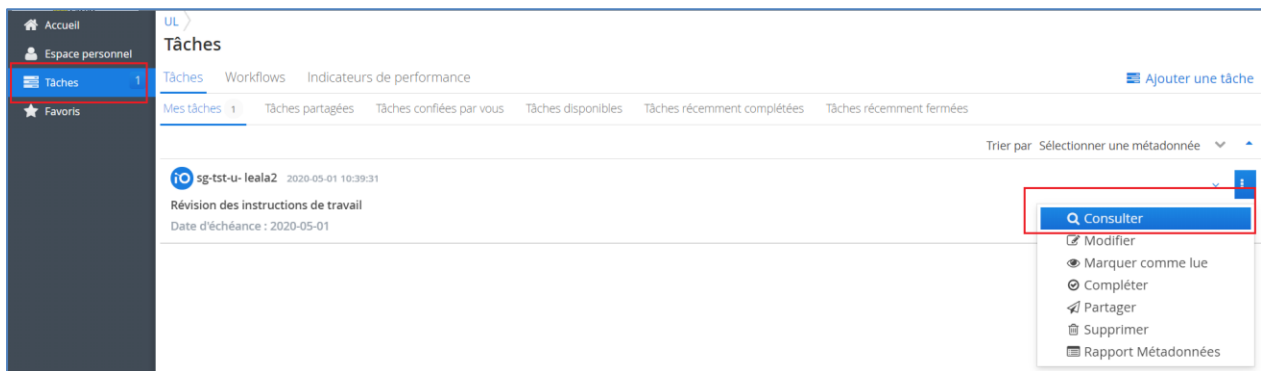 Accueil
Espace personnel
Tâches 1
Favoris
UL
Tâches
Tâches Workflows Indicateurs de performance
Ajouter une tâche
Mes tâches 1 Tâches partagées Tâches confiées par vous Tâches disponibles Tâches récemment complétées Tâches récemment fermées
Trier par Sélectionner une métadonnée
sg-tst-u- leala2 2020-05-01 10:39:31
Révision des instructions de travail
Date d'échéance : 2020-05-01
Consulter
Modifier
Marquer comme lue
Compléter
Partager
Supprimer
Rapport Métadonnées